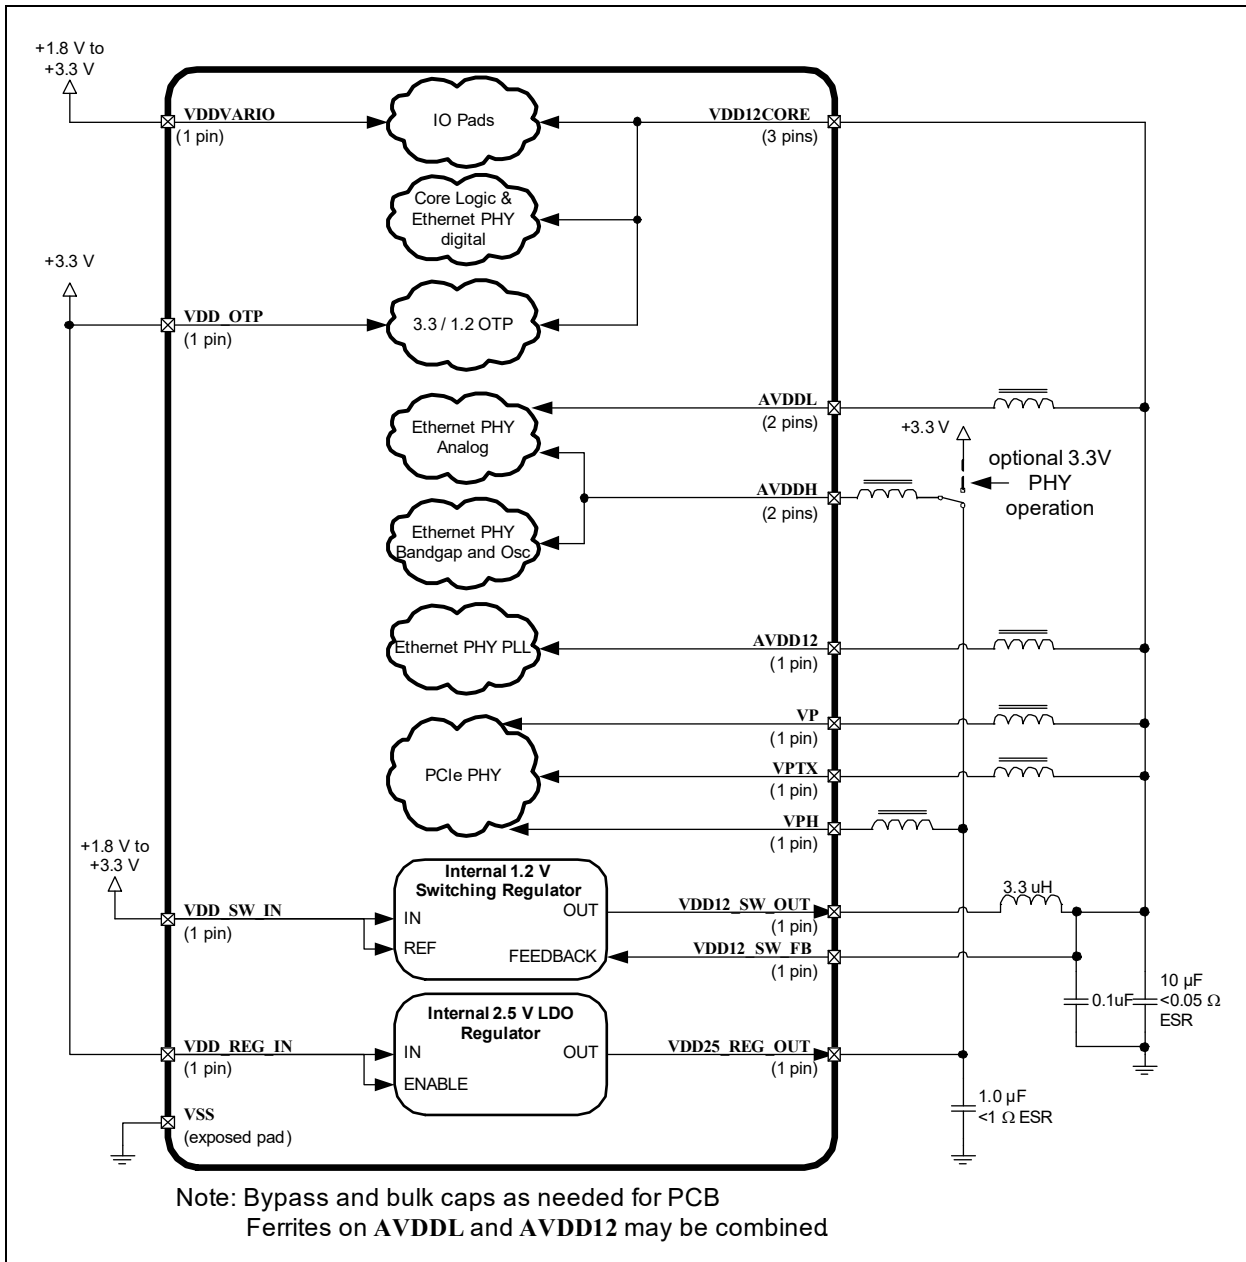 +1.8 V to
+3.3 V
VDDVARIO
(1 pin)
IO Pads
VDD12CORE
(3 pins)
Core Logic &
Ethernet PHY
digital
+3.3 V
VDD_OTP
(1 pin)
3.3 / 1.2 OTP
AVDDL
(2 pins)
Ethernet PHY
Analog
+3.3 V
optional 3.3V
PHY
operation
AVDDH
(2 pins)
Ethernet PHY
Bandgap and Osc
Ethernet PHY PLL
AVDD12
(1 pin)
VP
(1 pin)
PCIe PHY
VPTX
(1 pin)
VPH
(1 pin)
+1.8 V to
+3.3 V
Internal 1.2 V
Switching Regulator
VDD_SW_IN
(1 pin)
IN
REF
OUT
FEEDBACK
VDD12_SW_OUT
(1 pin)
3.3 uH
VDD12_SW_FB
(1 pin)
0.1uF
10 µF
<0.05 Ω
ESR
Internal 2.5 V LDO
Regulator
VDD_REG_IN
(1 pin)
IN
ENABLE
OUT
VDD25_REG_OUT
(1 pin)
1.0 µF
<1 Ω ESR
VSS
(exposed pad)
Note: Bypass and bulk caps as needed for PCB
Ferrites on AVDDL and AVDD12 may be combined